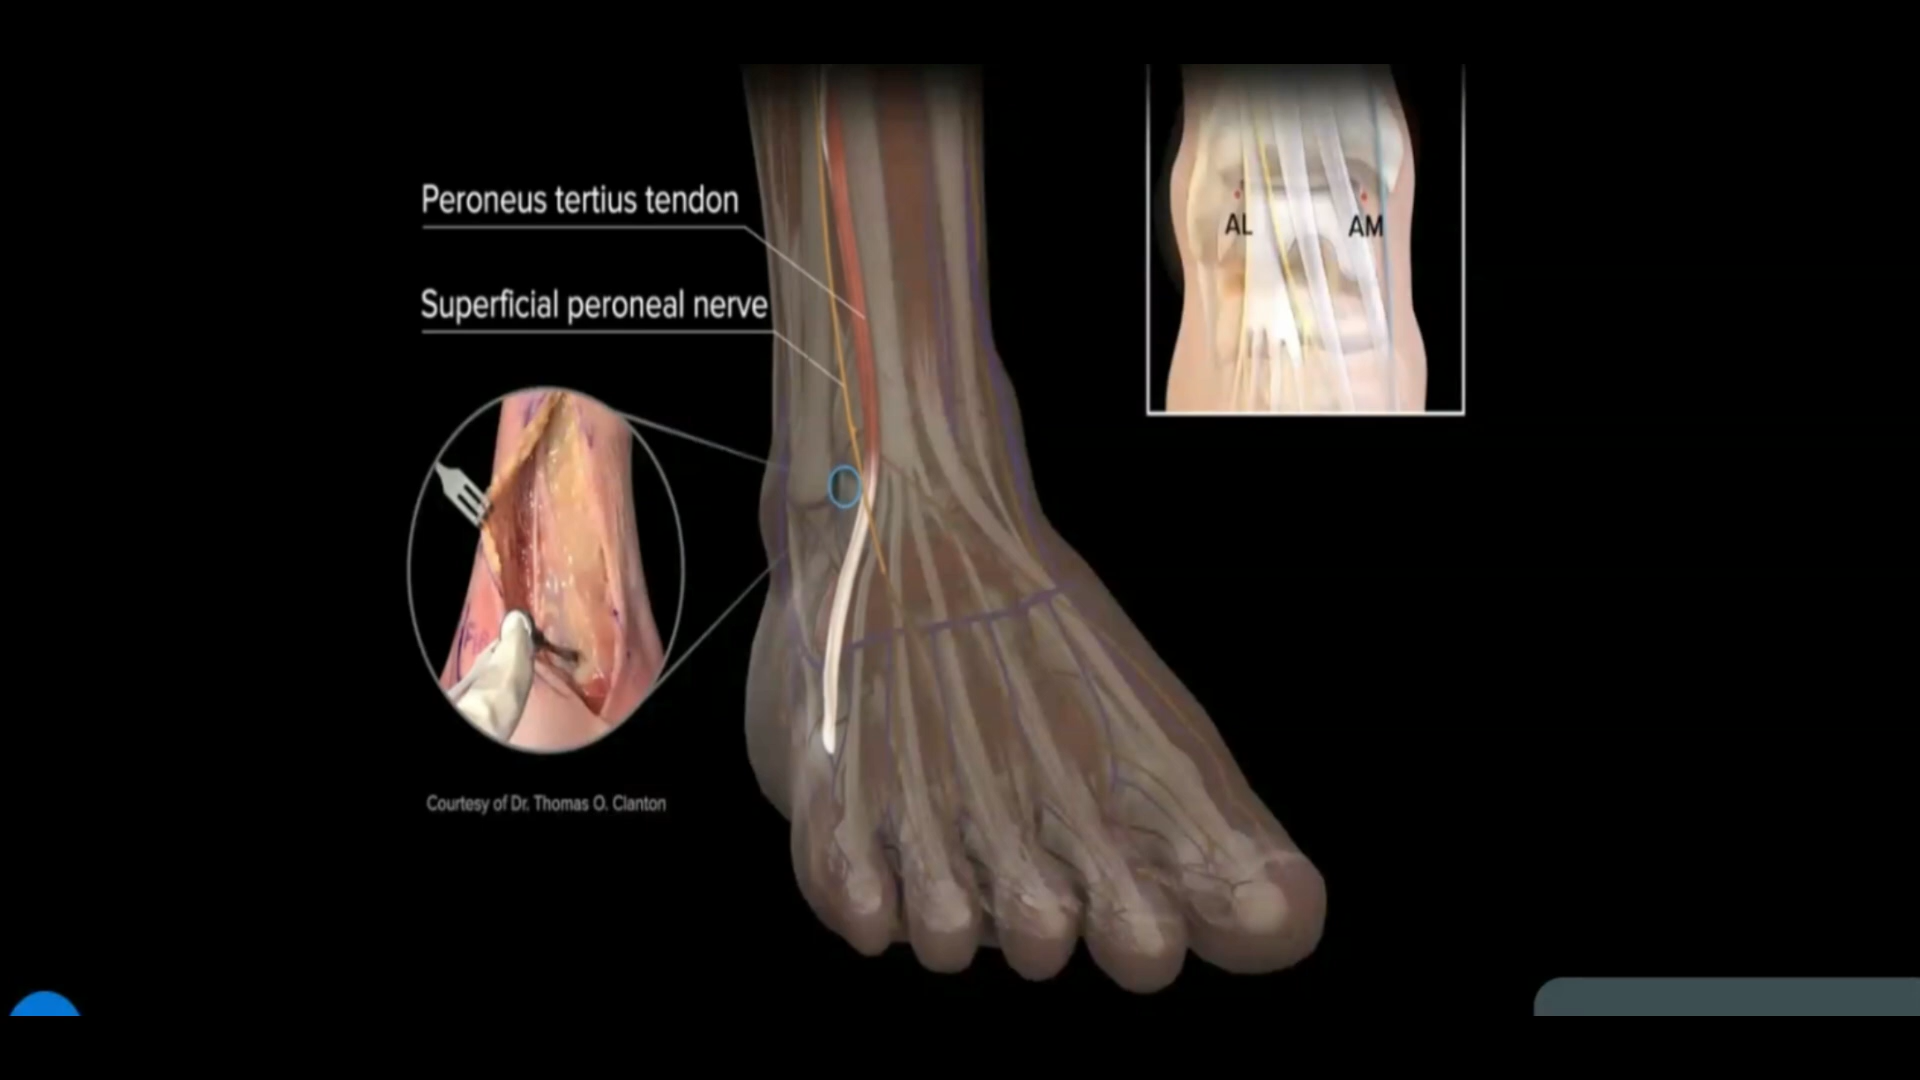 Peroneus tertius tendon
Superficial peroneal nerve
AL
AM
Courtesy of Dr. Thomas O. Clanton